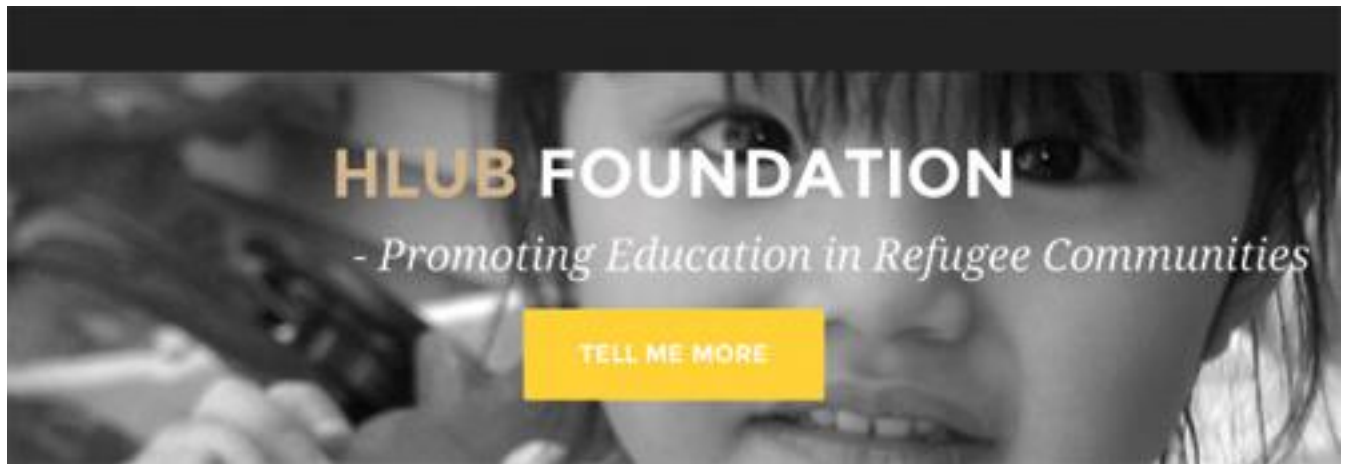 HLUB FOUNDATION
- Promoting Education in Refugee Communities
TELL ME MORE